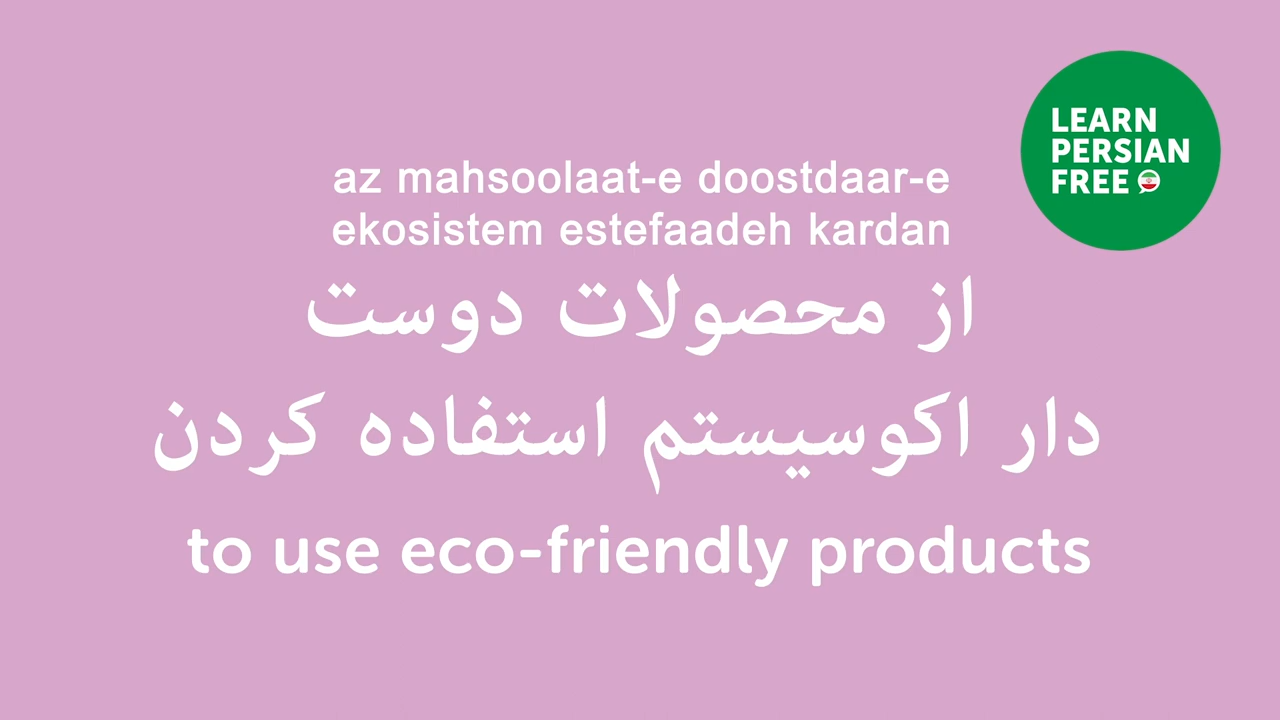 LEARN
PERSIAN
FREE
az mahsoolaat-e doostdaar-e
ekosistem estefaadeh kardan
از محصولات دوست
دار اکوسیستم استفاده کردن
to use eco-friendly products